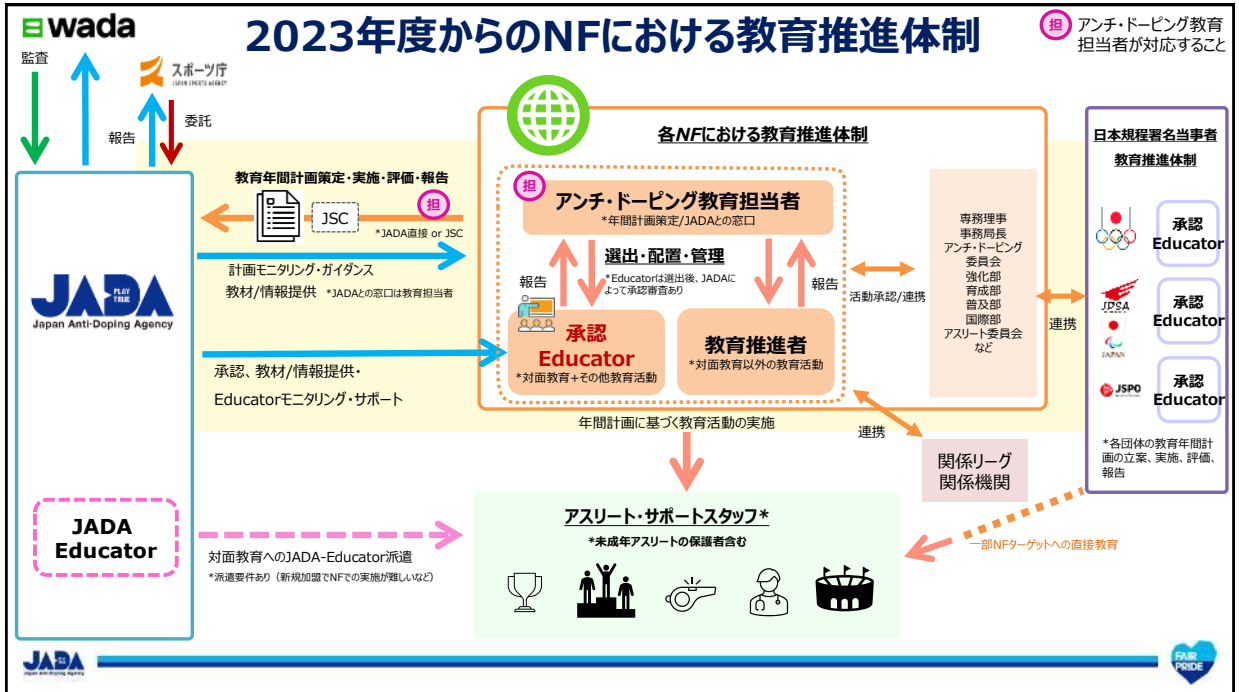 wada
2023年度からのNFにおける教育推進体制
担
アンチ・ドーピング教育
担当者が対応すること
監査
スポーツ庁
JAPAN SPORTS AGENCY
報告
委託
各NFにおける教育推進体制
日本規程署名当事者
教育推進体制
教育年間計画策定・実施・評価・報告
担
JSC
*JADA直接 or JSC
計画モニタリング・ガイダンス
教材/情報提供 *JADAとの窓口は教育担当者
担
アンチ・ドーピング教育担当者
*年間計画策定/JADAとの窓口
選出・配置・管理
*Educatorは選出後、JADAに
よって承認審査あり
報告
報告
承認
Educator
*対面教育+その他教育活動
教育推進者
*対面教育以外の教育活動
活動承認/連携
専務理事
事務局長
アンチ・ドーピング
委員会
強化部
育成部
普及部
国際部
アスリート委員会
など
連携
承認
Educator
JPSA
JAPAN
承認
Educator
JSPO
承認
Educator
*各団体の教育年間計
画の立案、実施、評価、
報告
JADA
PLAY
TRUE
Japan Anti-Doping Agency
承認、教材/情報提供・
Educatorモニタリング・サポート
年間計画に基づく教育活動の実施
連携
関係リーグ
関係機関
JADA
Educator
対面教育へのJADA-Educator派遣
*派遣要件あり（新規加盟でNFでの実施が難しいなど）
アスリート・サポートスタッフ*
*未成年アスリートの保護者含む
一部NFターゲットへの直接教育
JADA
Japan Anti-Doping Agency
FAIR
PRIDE